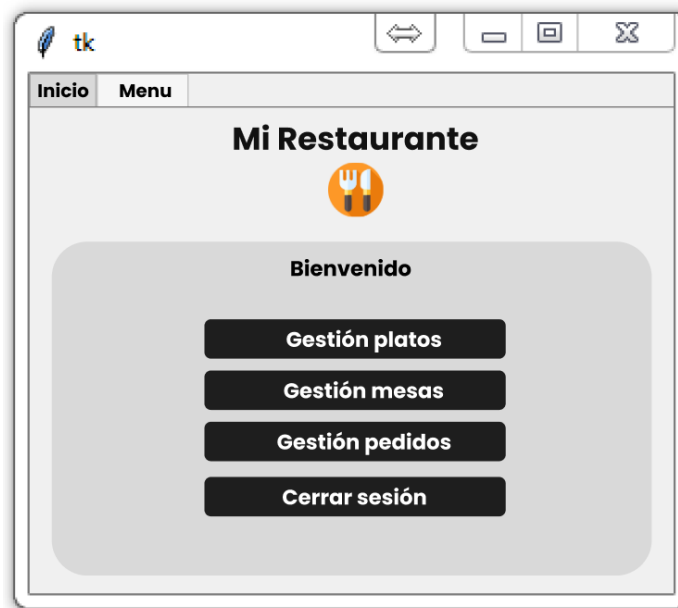 tk
Inicio Menu
Mi Restaurante
Bienvenido
Gestión platos
Gestión mesas
Gestión pedidos
Cerrar sesión